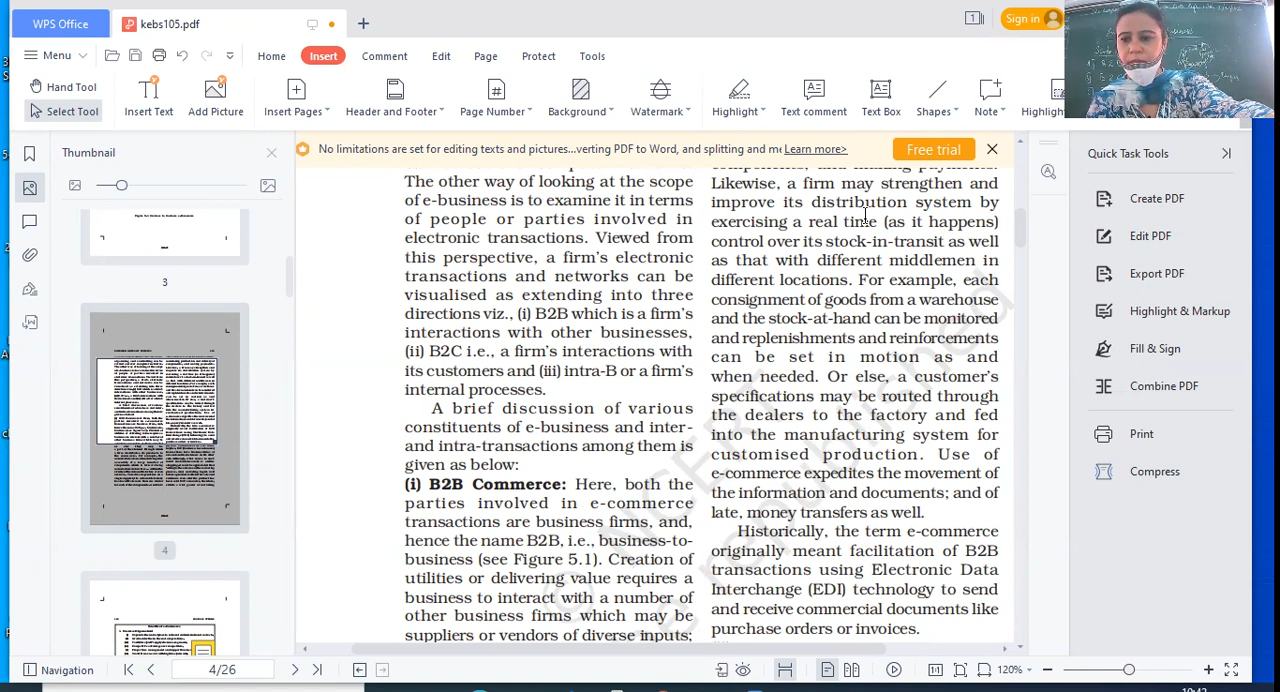 WPS Office
kebs105.pdf
Sign in
Menu
Home
Insert
Comment
Edit
Page
Protect
Tools
Hand Tool
Select Tool
Insert Text
Add Picture
Insert Pages
Header and Footer
Page Number
Background
Watermark
Highlight
Text comment
Text Box
Shapes
Note
Highligh
Thumbnail
No limitations are set for editing texts and pictures...verting PDF to Word, and splitting and me Learn more>
Free trial
Quick Task Tools
Create PDF
Edit PDF
Export PDF
Highlight & Markup
Fill & Sign
Combine PDF
Print
Compress
3
4
The other way of looking at the scope
of e-business is to examine it in terms
of people or parties involved in
electronic transactions. Viewed from
this perspective, a firm's electronic
transactions and networks can be
visualised as extending into three
directions viz., (i) B2B which is a firm's
interactions with other businesses,
(ii) B2C i.e., a firm's interactions with
its customers and (iii) intra-B or a firm's
internal processes.
A brief discussion of various
constituents of e-business and inter-
and intra-transactions among them is
given as below:
(i) B2B Commerce: Here, both the
parties involved in e-commerce
transactions are business firms, and,
hence the name B2B, i.e., business-to-
business (see Figure 5.1). Creation of
utilities or delivering value requires a
business to interact with a number of
other business firms which may be
suppliers or vendors of diverse inputs;
components, and making payments.
Likewise, a firm may strengthen and
improve its distribution system by
exercising a real time (as it happens)
control over its stock-in-transit as well
as that with different middlemen in
different locations. For example, each
consignment of goods from a warehouse
and the stock-at-hand can be monitored
and replenishments and reinforcements
can be set in motion as and
when needed. Or else, a customer's
specifications may be routed through
the dealers to the factory and fed
into the manufacturing system for
customised production. Use of
e-commerce expedites the movement of
the information and documents; and of
late, money transfers as well.
Historically, the term e-commerce
originally meant facilitation of B2B
transactions using Electronic Data
Interchange (EDI) technology to send
and receive commercial documents like
purchase orders or invoices.
© NCERT
republished
Navigation
4/26
120%
10:42